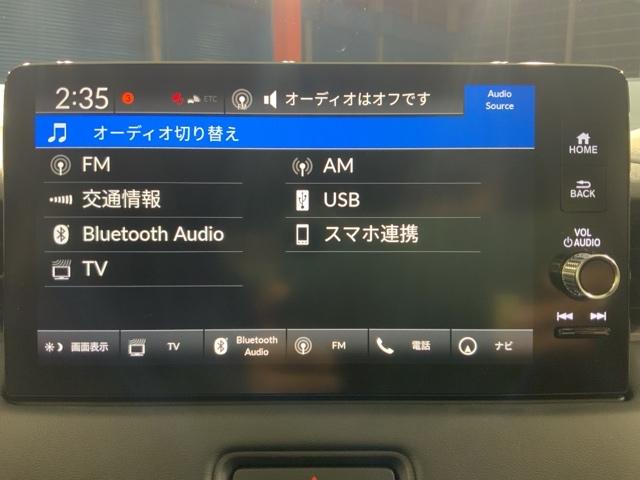 2:35 3 ETC FM オーディオはオフです Audio Source
オーディオ切り替え
FM AM
交通情報 USB
Bluetooth Audio スマホ連携
TV
画面表示 TV Bluetooth Audio FM 電話 ナビ
HOME
BACK
VOL
AUDIO